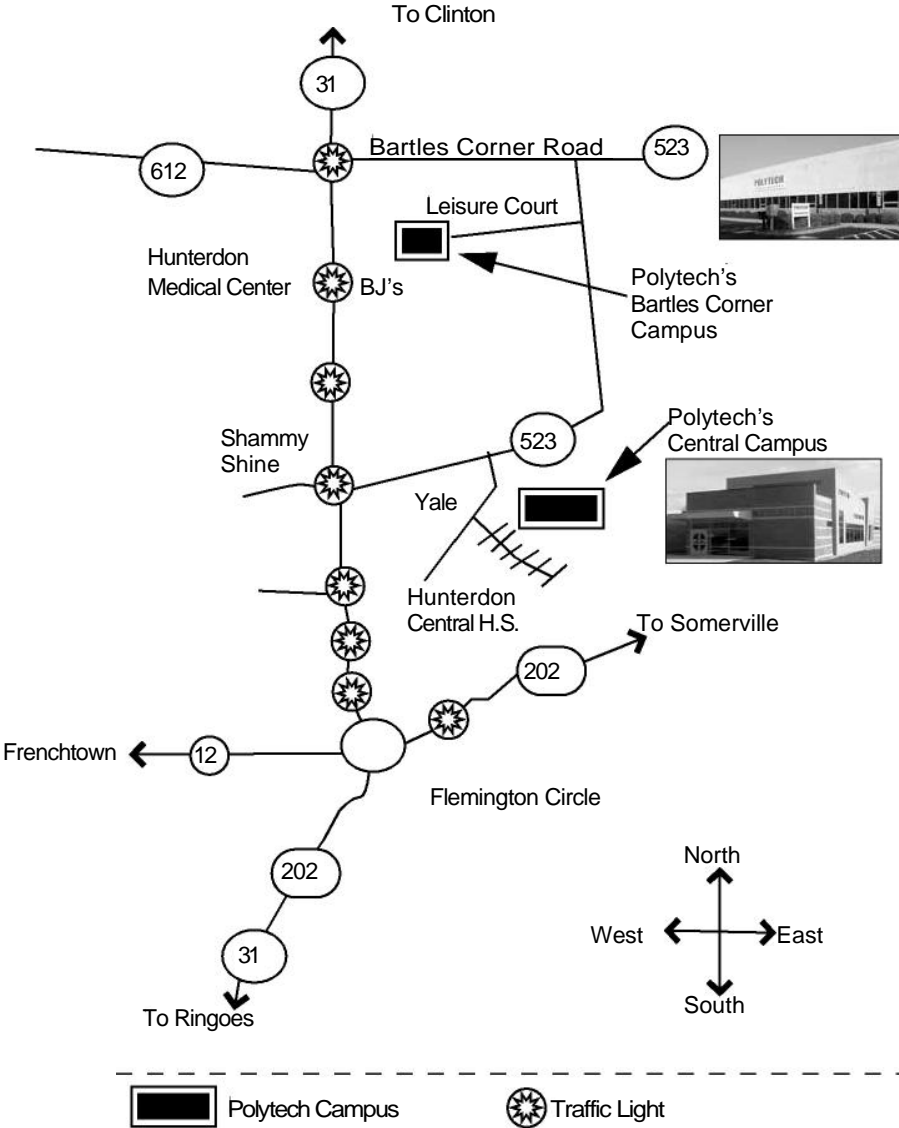 To Clinton
31
Bartles Corner Road
523
612
POLYTECH
Leisure Court
Hunterdon
Medical Center
BJ's
Polytech's
Bartles Corner
Campus
Polytech's
Central Campus
523
Shammy
Shine
Yale
Hunterdon
Central H.S.
To Somerville
202
Frenchtown
12
Flemington Circle
202
North
West
East
South
31
To Ringoes
Polytech Campus
Traffic Light